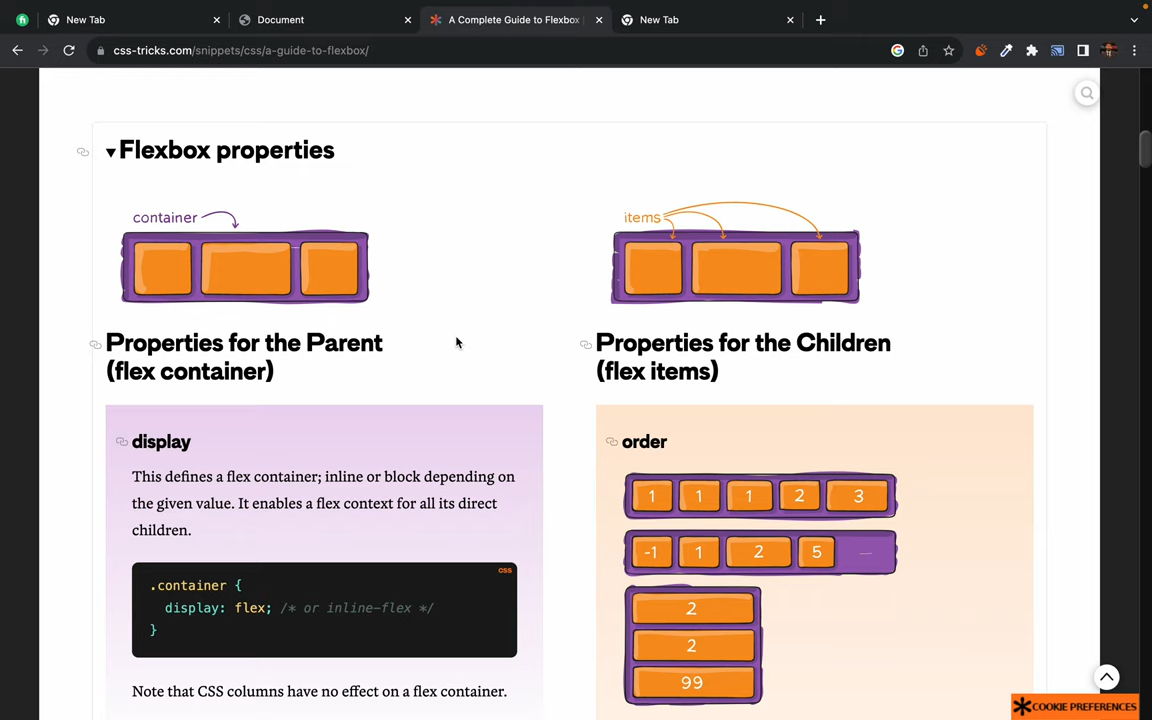 New Tab
Document
A Complete Guide to Flexbox
New Tab
css-tricks.com/snippets/css/a-guide-to-flexbox/
Flexbox properties
container
items
Properties for the Parent
(flex container)
Properties for the Children
(flex items)
display
This defines a flex container; inline or block depending on
the given value. It enables a flex context for all its direct
children.
css
.container {
display: flex; /* or inline-flex */
}
Note that CSS columns have no effect on a flex container.
order
1 1 1 2 3
-1 1 2 5
2
2
99
COOKIE PREFERENCES